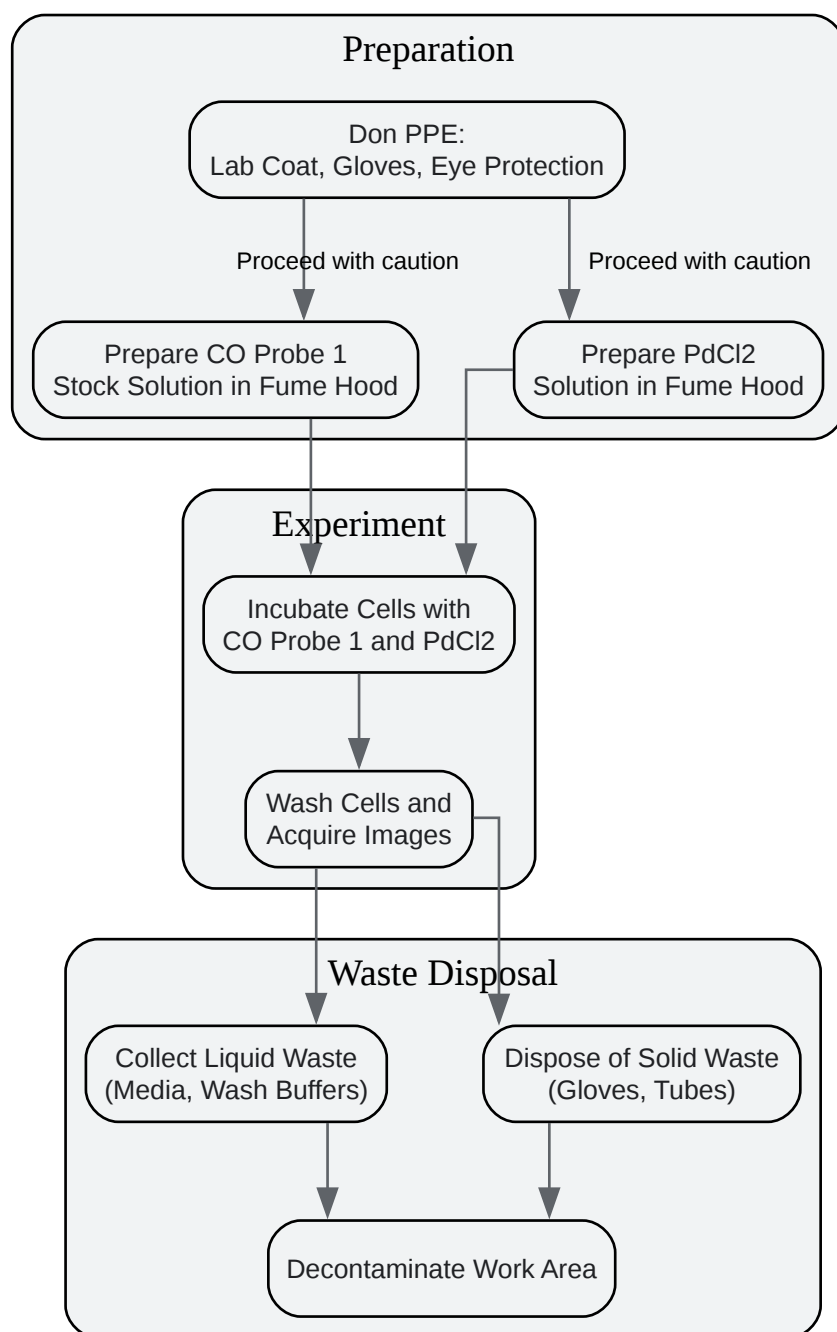 Preparation
Don PPE:
Lab Coat, Gloves, Eye Protection
Proceed with caution
Proceed with caution
Prepare CO Probe 1
Stock Solution in Fume Hood
Prepare PdCl2
Solution in Fume Hood
Experiment
Incubate Cells with
CO Probe 1 and PdCl2
Wash Cells and
Acquire Images
Waste Disposal
Collect Liquid Waste
(Media, Wash Buffers)
Dispose of Solid Waste
(Gloves, Tubes)
Decontaminate Work Area